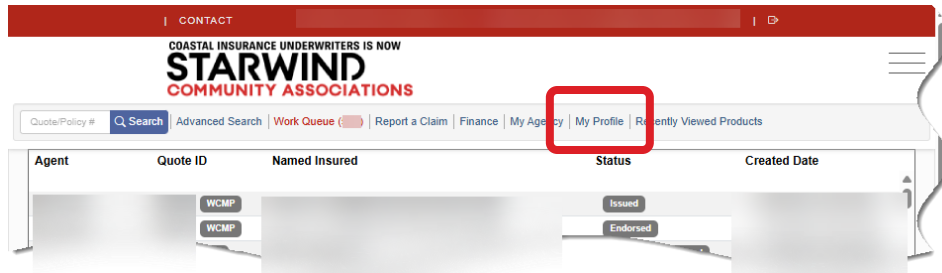 | CONTACT |
COASTAL INSURANCE UNDERWRITERS IS NOW
STARWIND
COMMUNITY ASSOCIATIONS
Quote/Policy # Search | Advanced Search | Work Queue ( ) | Report a Claim | Finance | My Agency | My Profile | Recently Viewed Products
Agent Quote ID Named Insured Status Created Date
WCMP Issued
WCMP Endorsed